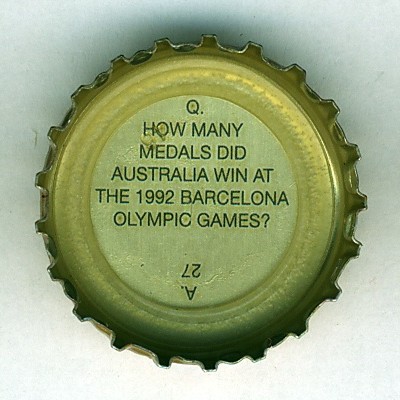 Q.
HOW MANY
MEDALS DID
AUSTRALIA WIN AT
THE 1992 BARCELONA
OLYMPIC GAMES?
A.
27